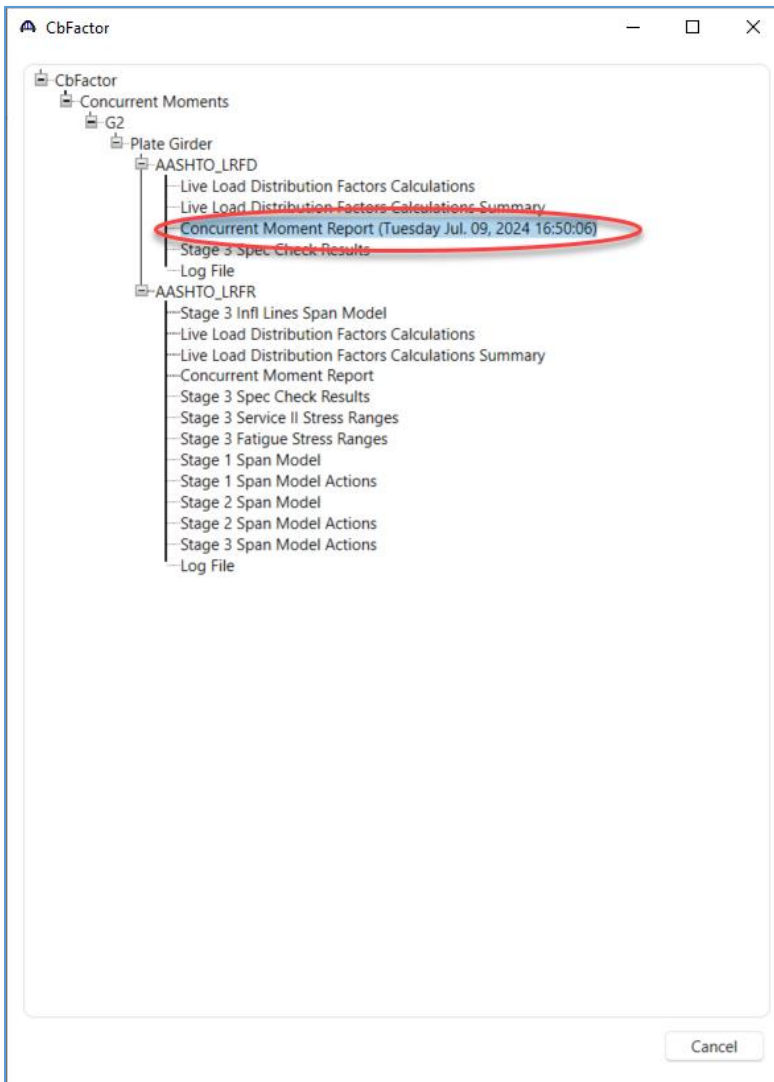 CbFactor
CbFactor
Concurrent Moments
G2
Plate Girder
AASHTO_LRFD
Live Load Distribution Factors Calculations
Live Load Distribution Factors Calculations Summary
Concurrent Moment Report (Tuesday Jul. 09, 2024 16:50:06)
Stage 3 Spec Check Results
Log File
AASHTO_LRFR
Stage 3 Infl Lines Span Model
Live Load Distribution Factors Calculations
Live Load Distribution Factors Calculations Summary
Concurrent Moment Report
Stage 3 Spec Check Results
Stage 3 Service II Stress Ranges
Stage 3 Fatigue Stress Ranges
Stage 1 Span Model
Stage 1 Span Model Actions
Stage 2 Span Model
Stage 2 Span Model Actions
Stage 3 Span Model Actions
Log File
Cancel